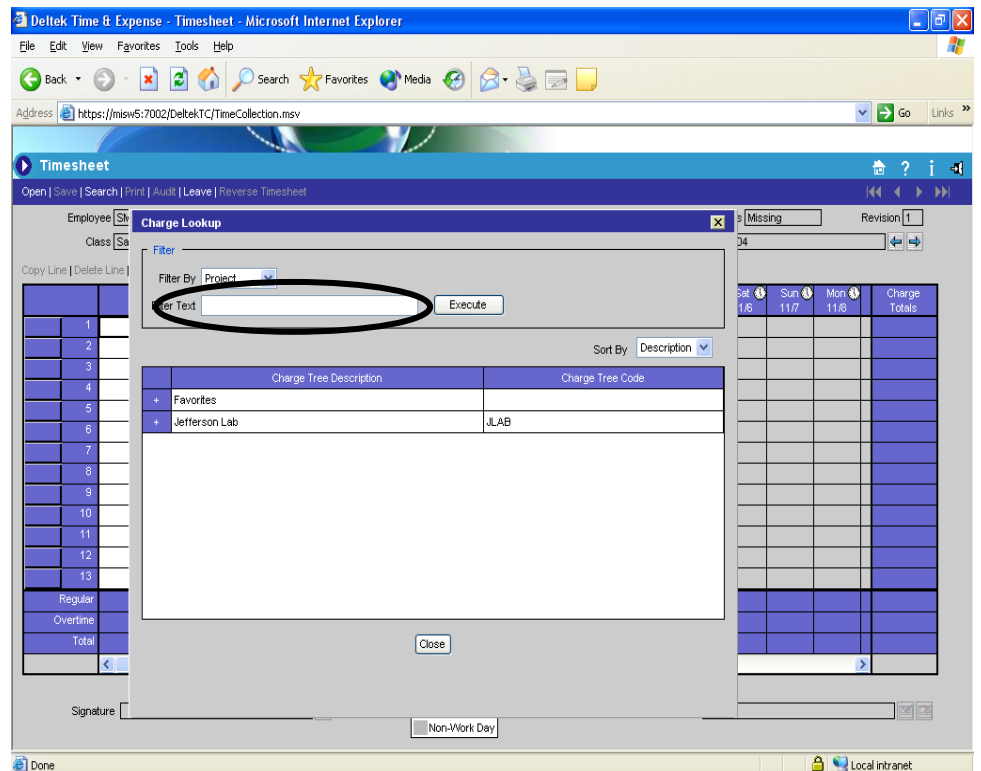 Deltek Time & Expense - Timesheet - Microsoft Internet Explorer
File Edit View Favorites Tools Help
Back Search Favorites Media
Address https://misw5:7002/DeltekTC/TimeCollection.msv Go Links »
Timesheet ? i
Open | Save | Search | Print | Audit | Leave | Reverse Timesheet
Employee Missing Revision 1
Class 04
Copy Line | Delete Line |
Charge Lookup
Filter
Filter By Project
Text Execute
Sort By Description
Charge Tree Description Charge Tree Code
+ Favorites
+ Jefferson Lab JLAB
Close
Sat Sun Mon Charge
11/7 11/8 Totals
1
2
3
4
5
6
7
8
9
10
11
12
13
Regular
Overtime
Total
Signature
Non-Work Day
Done Local intranet